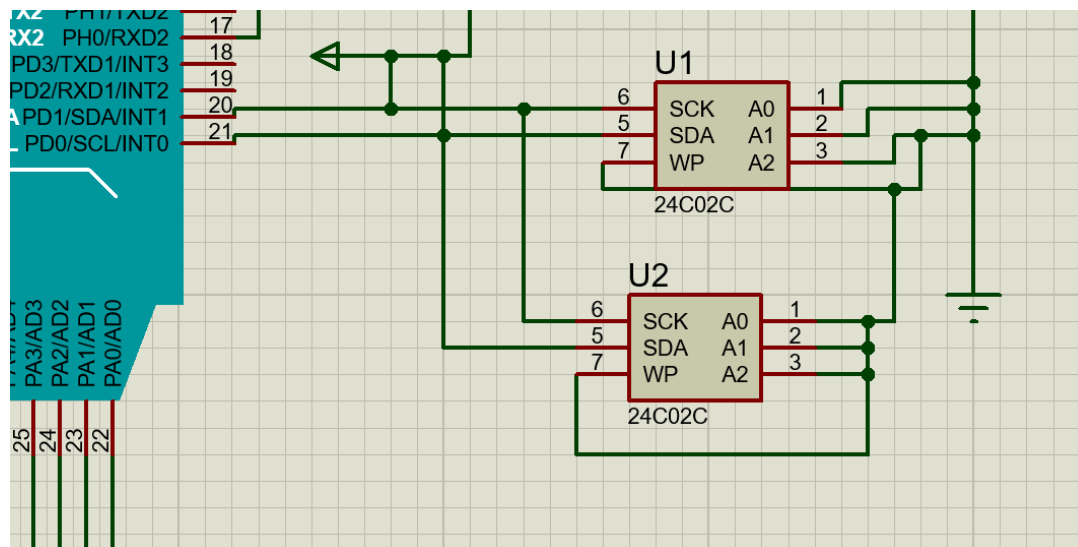 TX2 PH1/TXD2
RX2 PH0/RXD2 17
PD3/TXD1/INT3 18
PD2/RXD1/INT2 19
A PD1/SDA/INT1 20
L PD0/SCL/INT0 21
U1
6 SCK A0 1
5 SDA A1 2
7 WP A2 3
24C02C
U2
6 SCK A0 1
5 SDA A1 2
7 WP A2 3
24C02C
PA3/AD3
PA2/AD2
PA1/AD1
PA0/AD0
25
24
23
22